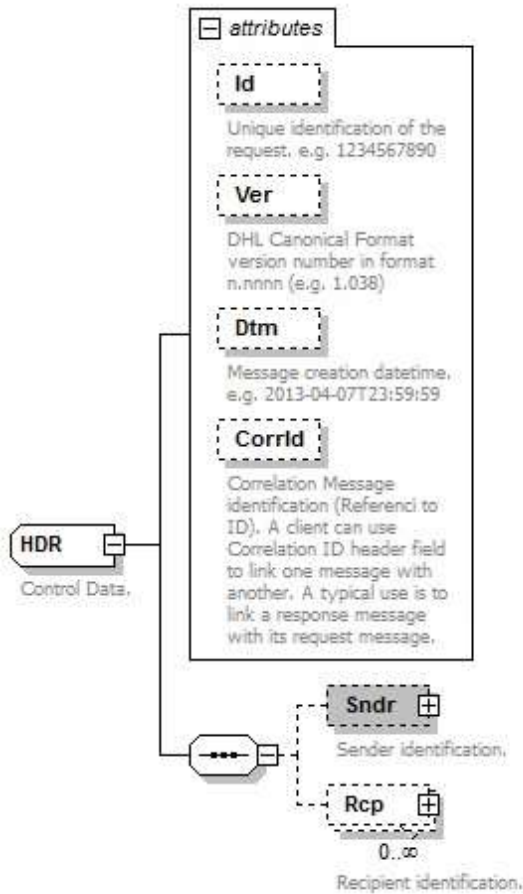 attributes
Id
Unique identification of the
request. e.g. 1234567890
Ver
DHL Canonical Format
version number in format
n.nnnn (e.g. 1.038)
Dtm
Message creation datetime.
e.g. 2013-04-07T23:59:59
CorrId
Correlation Message
identification (Referenci to
ID). A client can use
Correlation ID header field
to link one message with
another. A typical use is to
link a response message
with its request message.
HDR
Control Data.
Sndr
Sender identification.
Rcp
0..∞
Recipient identification.